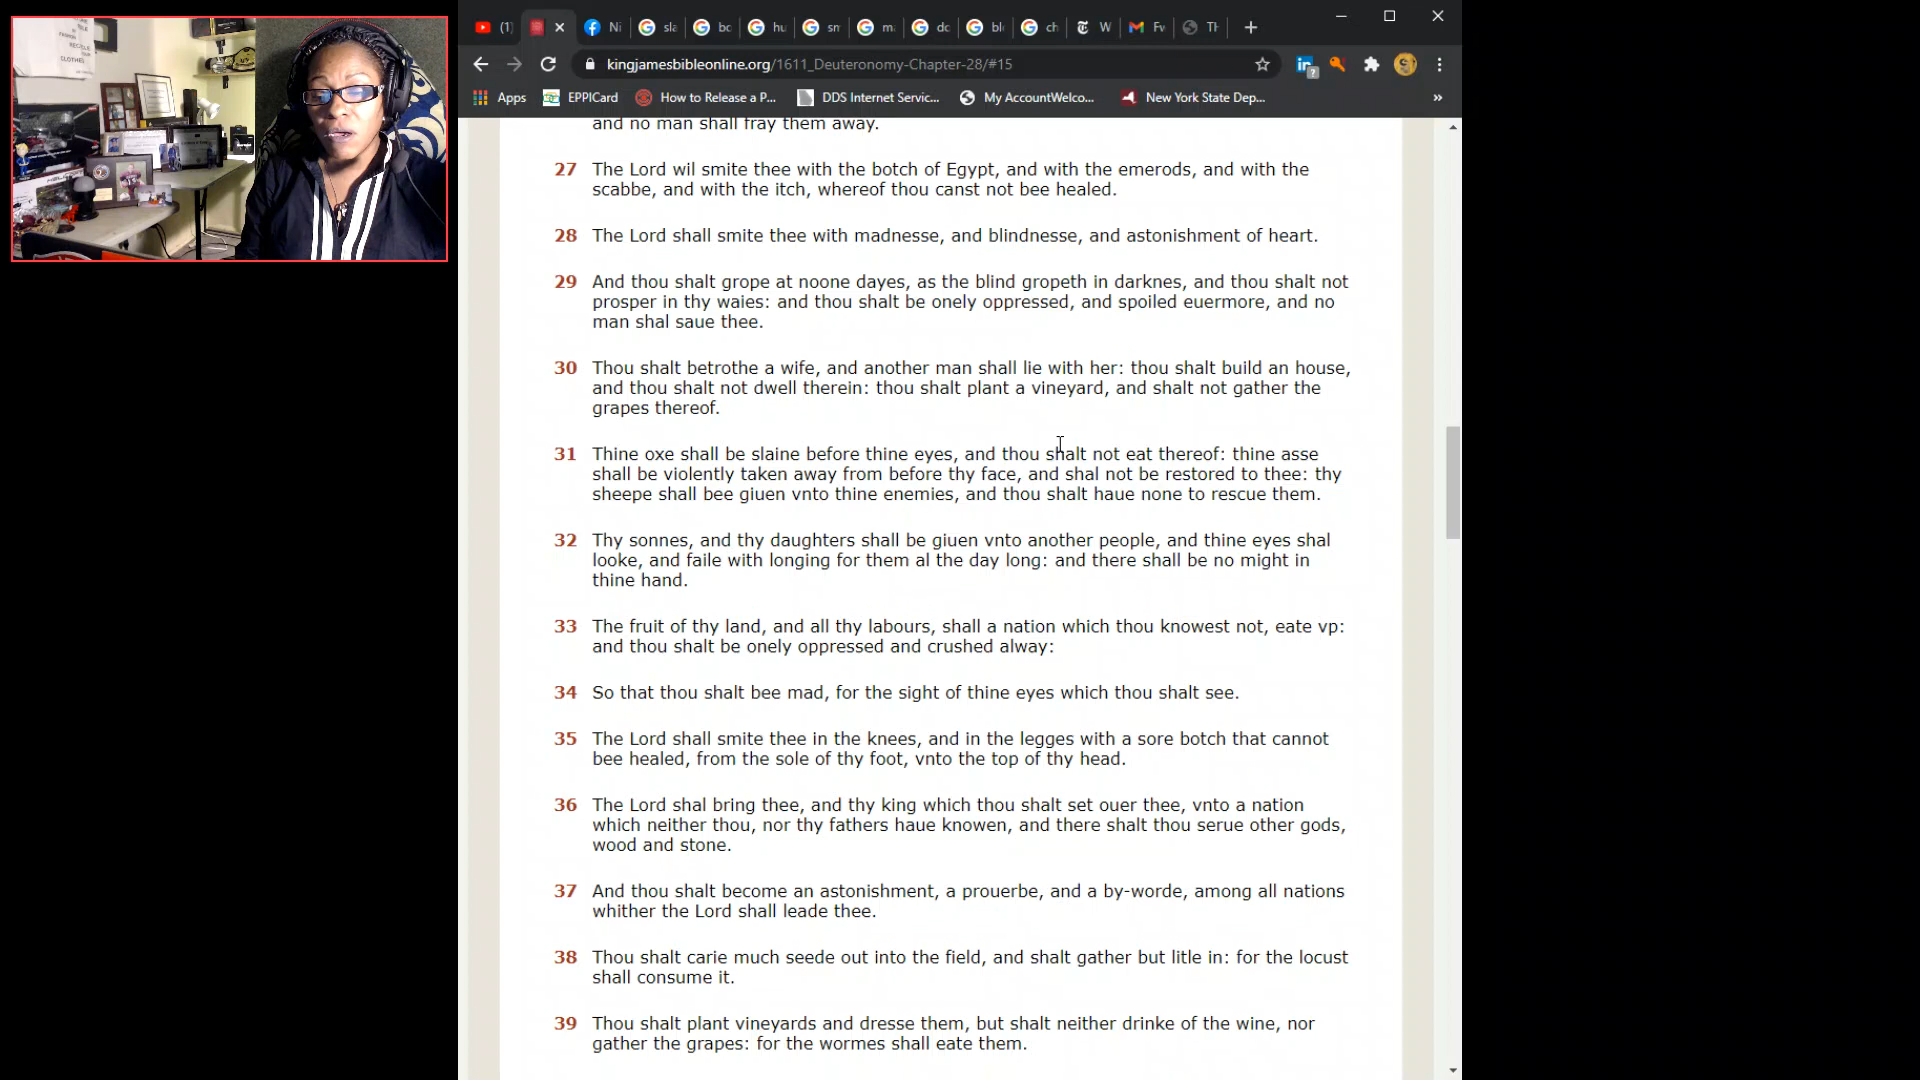 RECYCLE
CLOTHES
(1)
Ni
sla
bc
hu
sn
m
dc
bl
ch
W
Fv
Th
kingjamesbibleonline.org/1611_Deuteronomy-Chapter-28/#15
Apps
EPPICard
How to Release a P...
DDS Internet Servic...
My AccountWelco...
New York State Dep...
»
and no man shall fray them away.
27 The Lord wil smite thee with the botch of Egypt, and with the emerods, and with the
scabbe, and with the itch, whereof thou canst not bee healed.
28 The Lord shall smite thee with madnesse, and blindnesse, and astonishment of heart.
29 And thou shalt grope at noone dayes, as the blind gropeth in darknes, and thou shalt not
prosper in thy waies: and thou shalt be onely oppressed, and spoiled euermore, and no
man shal saue thee.
30 Thou shalt betrothe a wife, and another man shall lie with her: thou shalt build an house,
and thou shalt not dwell therein: thou shalt plant a vineyard, and shalt not gather the
grapes thereof.
31 Thine oxe shall be slaine before thine eyes, and thou shalt not eat thereof: thine asse
shall be violently taken away from before thy face, and shal not be restored to thee: thy
sheepe shall bee giuen vnto thine enemies, and thou shalt haue none to rescue them.
32 Thy sonnes, and thy daughters shall be giuen vnto another people, and thine eyes shal
looke, and faile with longing for them al the day long: and there shall be no might in
thine hand.
33 The fruit of thy land, and all thy labours, shall a nation which thou knowest not, eate vp:
and thou shalt be onely oppressed and crushed alway:
34 So that thou shalt bee mad, for the sight of thine eyes which thou shalt see.
35 The Lord shall smite thee in the knees, and in the legges with a sore botch that cannot
bee healed, from the sole of thy foot, vnto the top of thy head.
36 The Lord shal bring thee, and thy king which thou shalt set ouer thee, vnto a nation
which neither thou, nor thy fathers haue knowen, and there shalt thou serue other gods,
wood and stone.
37 And thou shalt become an astonishment, a prouerbe, and a by-worde, among all nations
whither the Lord shall leade thee.
38 Thou shalt carie much seede out into the field, and shalt gather but litle in: for the locust
shall consume it.
39 Thou shalt plant vineyards and dresse them, but shalt neither drinke of the wine, nor
gather the grapes: for the wormes shall eate them.